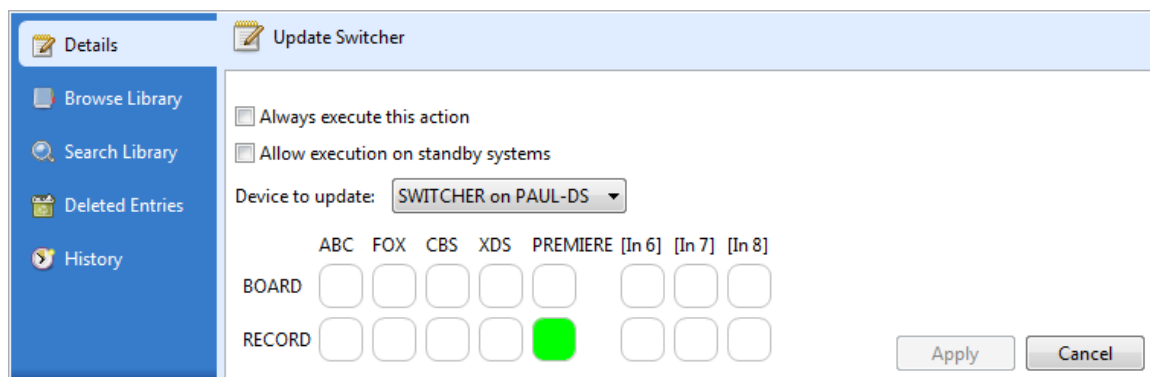 Details
Browse Library
Search Library
Deleted Entries
History
Update Switcher
Always execute this action
Allow execution on standby systems
Device to update: SWITCHER on PAUL-DS
ABC FOX CBS XDS PREMIERE [In 6] [In 7] [In 8]
BOARD
RECORD
Apply Cancel